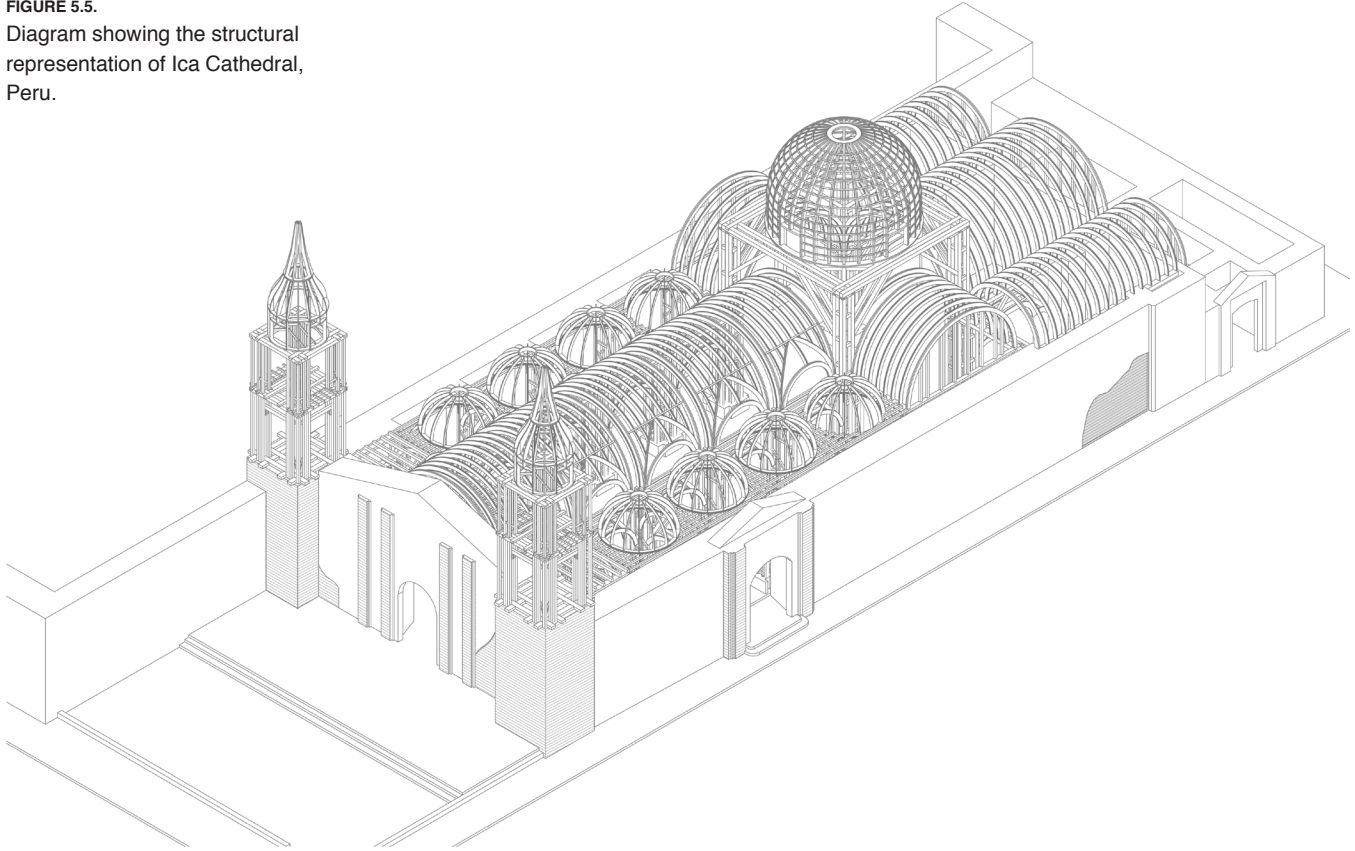 FIGURE 5.5.
Diagram showing the structural
representation of Ica Cathedral,
Peru.